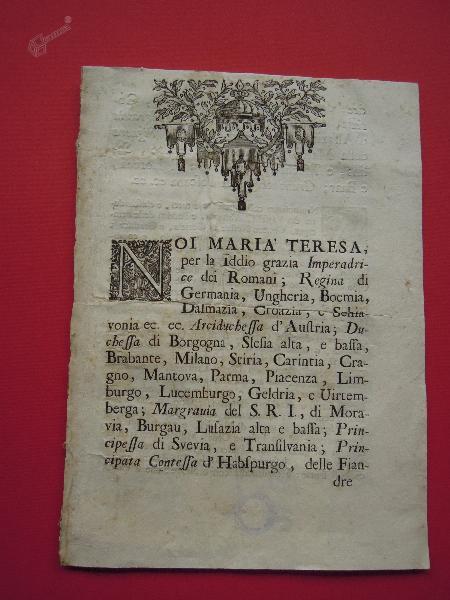 NOI MARIA' TERESA,
per la Iddio grazia Imperadri-
ce dei Romani; Regina di
Germania, Ungheria, Boemia,
Dalmazia, Croazia, e Schia-
vonia ec. ec. Arciduchessa d'Austria; Du-
chessa di Borgogna, Slesia alta, e bassa,
Brabante, Milano, Stiria, Carintia, Cra-
gno, Mantova, Parma, Piacenza, Lim-
burgo, Lucemburgo, Geldria, e Uirtem-
berga; Margravia del S. R. I., di Mora-
via, Burgau, Lusazia alta e bassa; Prin-
cipessa di Svevia, e Transilvania; Prin-
cipata Contessa d'Habspurgo, delle Fian-
dre